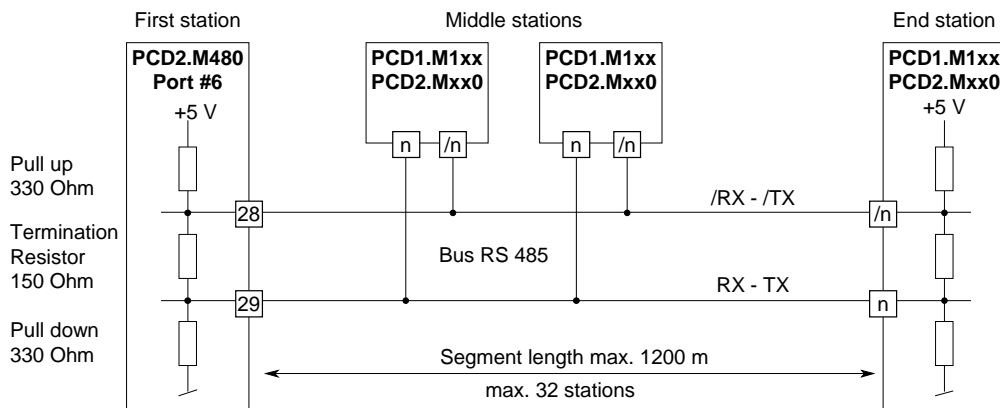 First station
Middle stations
End station
PCD2.M480
Port #6
+5 V
PCD1.M1xx
PCD2.Mxx0
n
/n
PCD1.M1xx
PCD2.Mxx0
n
/n
PCD1.M1xx
PCD2.Mxx0
+5 V
Pull up
330 Ohm
28
/RX - /TX
/n
Termination
Resistor
150 Ohm
Bus RS 485
29
RX - TX
n
Pull down
330 Ohm
Segment length max. 1200 m
max. 32 stations